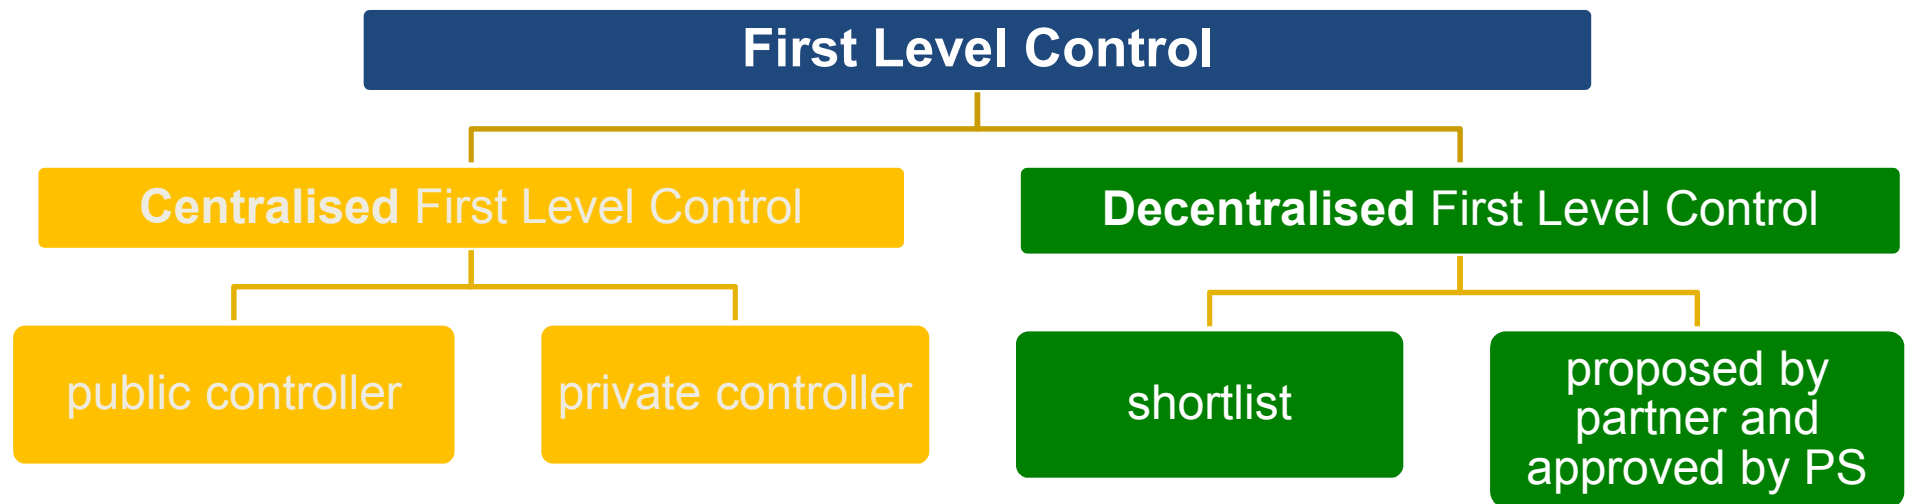 First Level Control
Centralised First Level Control
Decentralised First Level Control
public controller
private controller
shortlist
proposed by
partner and
approved by PS